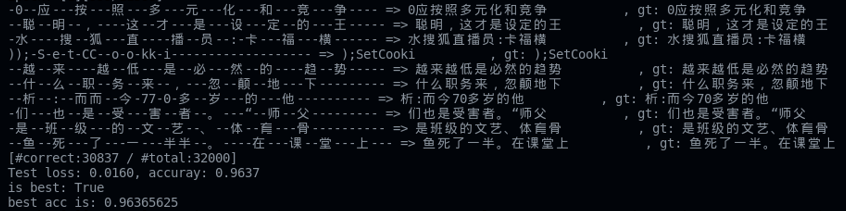 -0--应---按---照---多---元---化---和---竞---争---- => 0应按照多元化和竞争 , gt: 0应按照多元化和竞争
--聪--明--，----这--才---是---设---定--的---王----- => 聪明，这才是设定的王 , gt: 聪明，这才是设定的王
-水----搜--狐----直----播--员--:-卡---福---横------ => 水搜狐直播员:卡福横 , gt: 水搜狐直播员:卡福横
));-S-e-t-CC--o-o-kk-i------------------ => );SetCooki , gt: );SetCooki
--越---来----越--低---是--必---然--的----趋--势----- => 越来越低是必然的趋势 , gt: 越来越低是必然的趋势
--什--么---职--务--来--，---忽--颠--地---下---------- => 什么职务来，忽颠地下 , gt: 什么职务来，忽颠地下
--析--:--而而--今-77-0-多--岁---的---他----------- => 析:而今70多岁的他 , gt: 析:而今70多岁的他
-们---也--是--受---害--者--。---“--师--父---------- => 们也是受害者。“师父 , gt: 们也是受害者。“师父
-是---班--级---的--文--艺--、--体--育---骨----------- => 是班级的文艺、体育骨 , gt: 是班级的文艺、体育骨
--鱼--死---了---一---半半--。----在---课--堂---上--- => 鱼死了一半。在课堂上 , gt: 鱼死了一半。在课堂上
[#correct:30837 / #total:32000]
Test loss: 0.0160, accuray: 0.9637
is best: True
best acc is: 0.96365625